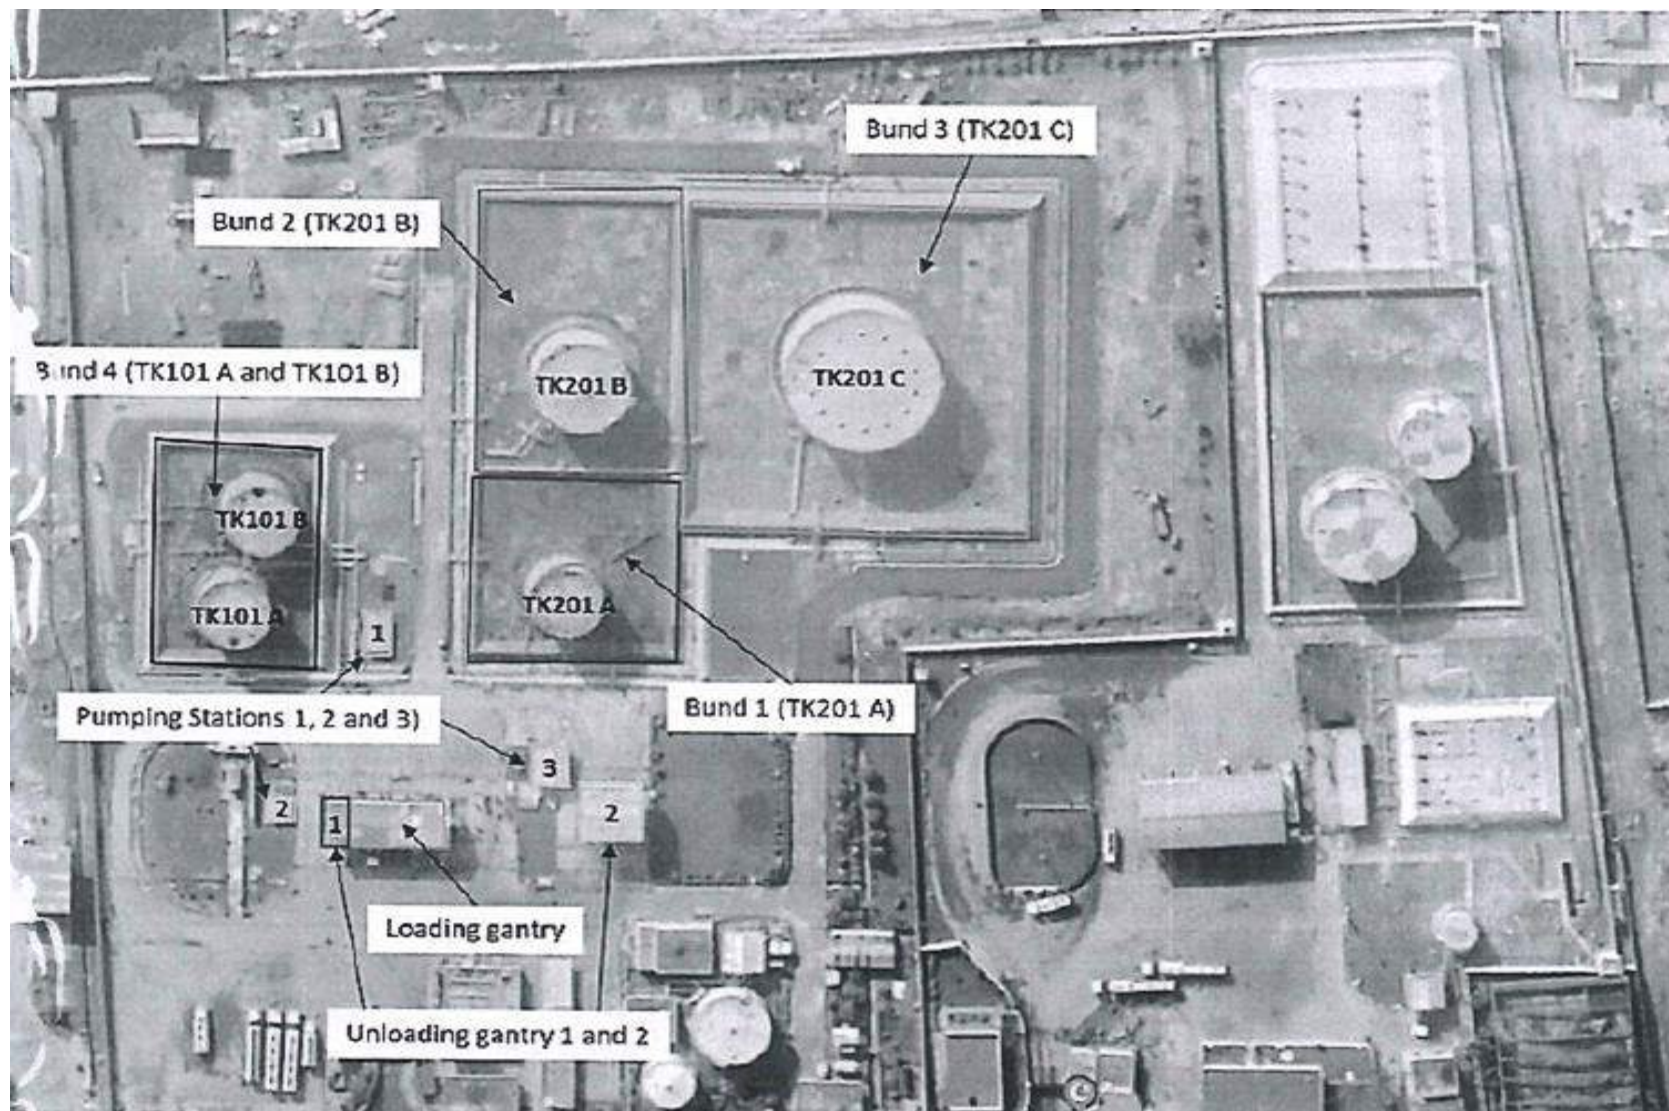 Bund 3 (TK201 C)
Bund 2 (TK201 B)
Bund 4 (TK101 A and TK101 B)
TK201 B
TK201 C
TK101 B
TK201 A
TK101 A
1
Bund 1 (TK201 A)
Pumping Stations 1, 2 and 3)
3
2
1
2
Loading gantry
Unloading gantry 1 and 2
C